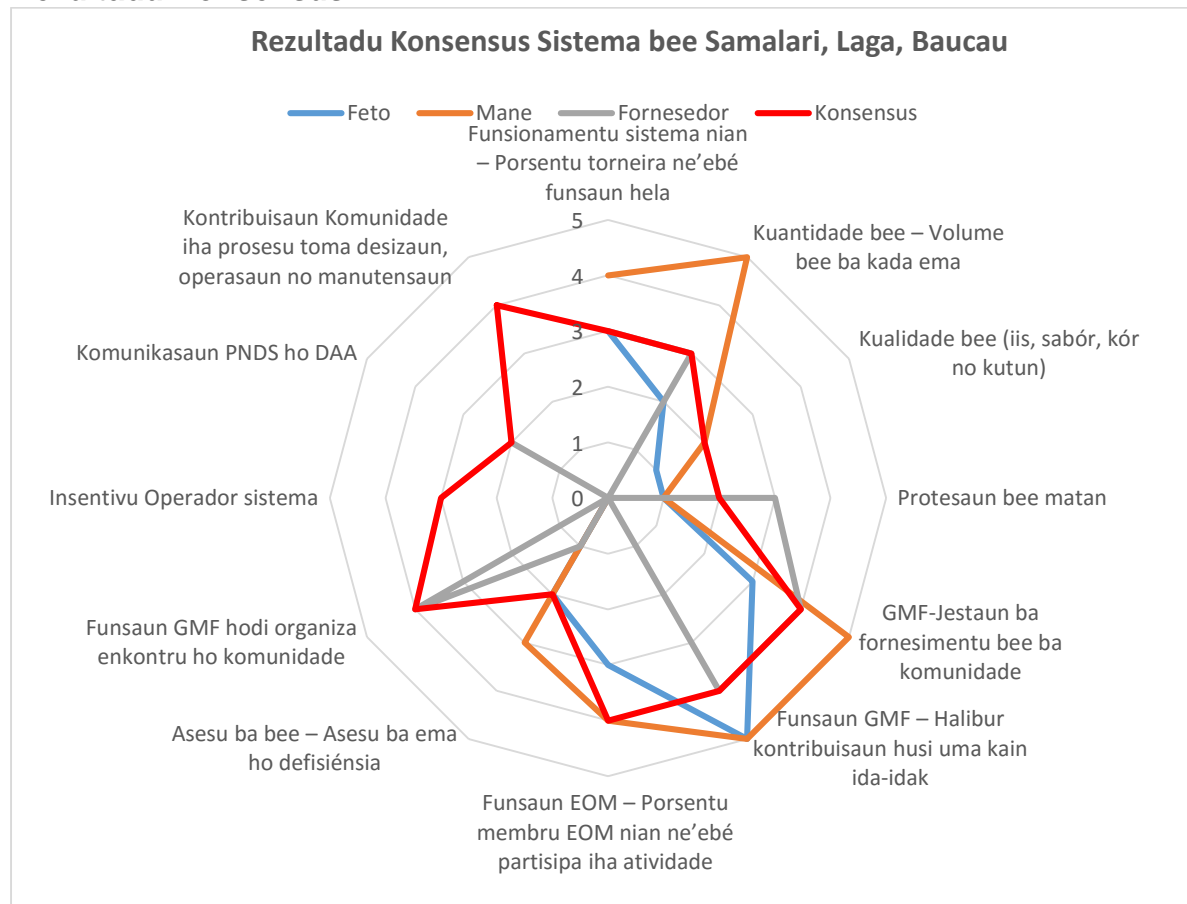 Rezultadu Konsensus Sistema bee Samalari, Laga, Baucau
Feto
Mane
Fornesedor
Konsensus
Funsionamentu sistema nian
– Porsentu torneira ne’ebé
funsaun hela
Kuantidade bee – Volume
bee ba kada ema
Kualidade bee (iis, sabór, kór
no kutun)
Protesaun bee matan
GMF-Jestaun ba
fornesimentu bee ba
komunidade
Funsaun GMF – Halibur
kontribuisaun husi uma kain
ida-idak
Funsaun EOM – Porsentu
membru EOM nian ne’ebé
partisipa iha atividade
Asesu ba bee – Asesu ba ema
ho defisiénsia
Funsaun GMF hodi organiza
enkontru ho komunidade
Insentivu Operador sistema
Komunikasaun PNDS ho DAA
Kontribuisaun Komunidade
iha prosesu toma desizaun,
operasaun no manutensaun
5
4
3
2
1
0